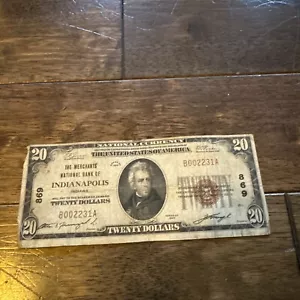 NATIONAL CURRENCY
THE UNITED STATES OF AMERICA
20 20
THE MERCHANTS
NATIONAL BANK OF
B002231A
INDIANAPOLIS
INDIANA
869 869
TWENTY DOLLARS
B002231A
20 TWENTY DOLLARS 20